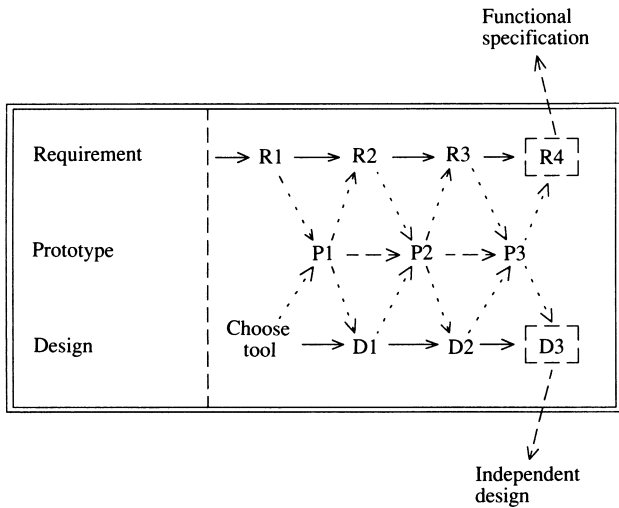 Functional
specification
Requirement
R1
R2
R3
R4
Prototype
P1
P2
P3
Choose
tool
Design
D1
D2
D3
Independent
design